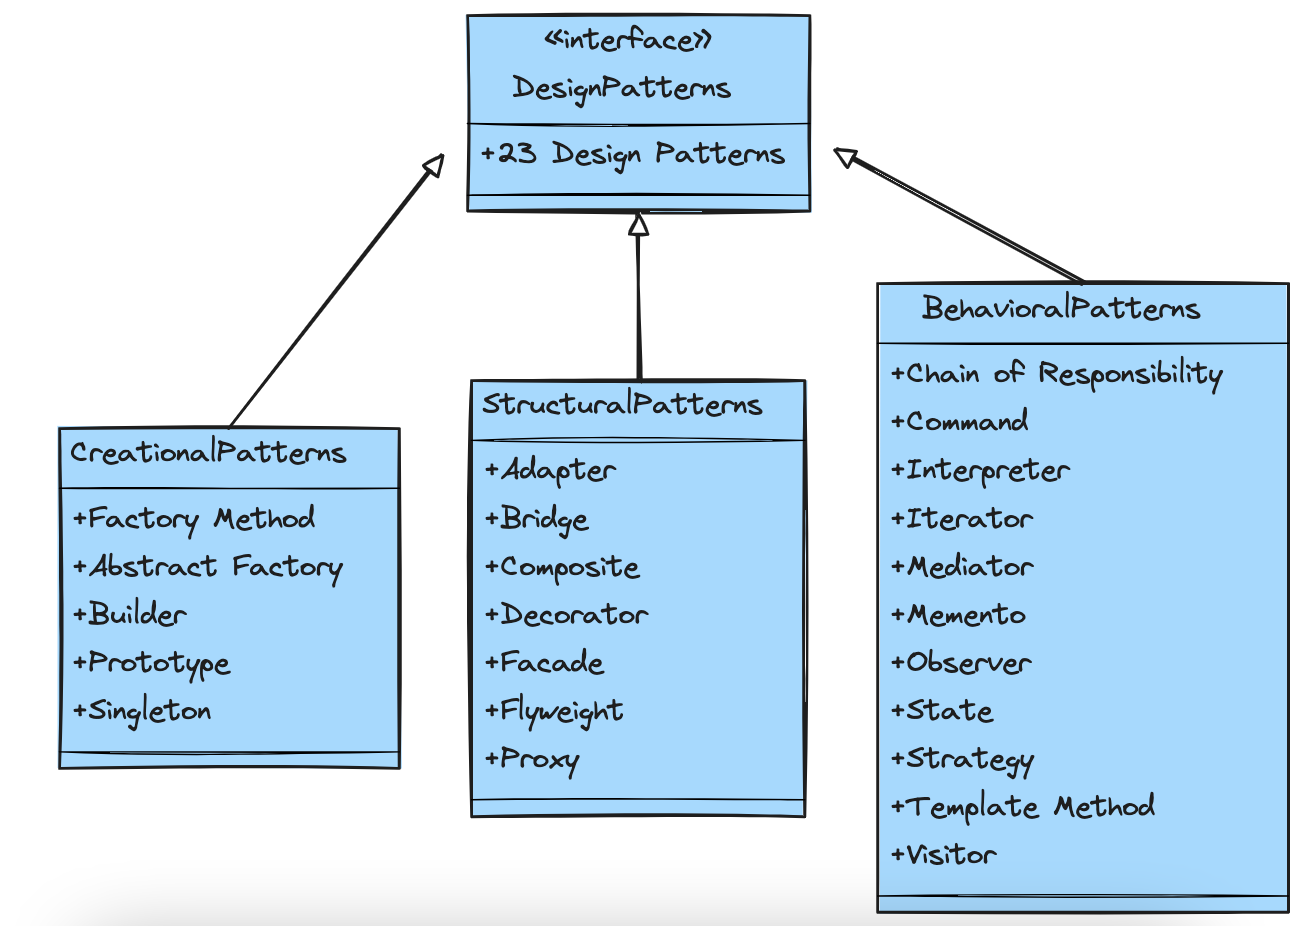 «interface»
DesignPatterns
+23 Design Patterns
CreationalPatterns
+Factory Method
+Abstract Factory
+Builder
+Prototype
+Singleton
StructuralPatterns
+Adapter
+Bridge
+Composite
+Decorator
+Facade
+Flyweight
+Proxy
BehavioralPatterns
+Chain of Responsibility
+Command
+Interpreter
+Iterator
+Mediator
+Memento
+Observer
+State
+Strategy
+Template Method
+Visitor